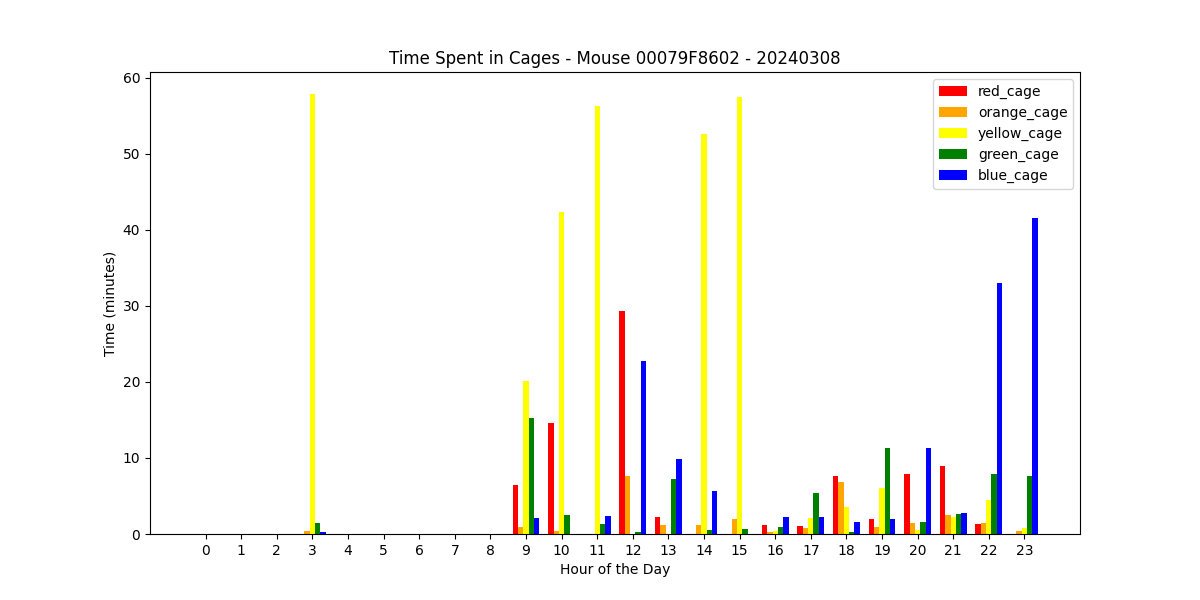 Time Spent in Cages - Mouse 00079F8602 - 20240308
60
50
40
30
20
10
0
Time (minutes)
red_cage
orange_cage
yellow_cage
green_cage
blue_cage
0 1 2 3 4 5 6 7 8 9 10 11 12 13 14 15 16 17 18 19 20 21 22 23
Hour of the Day